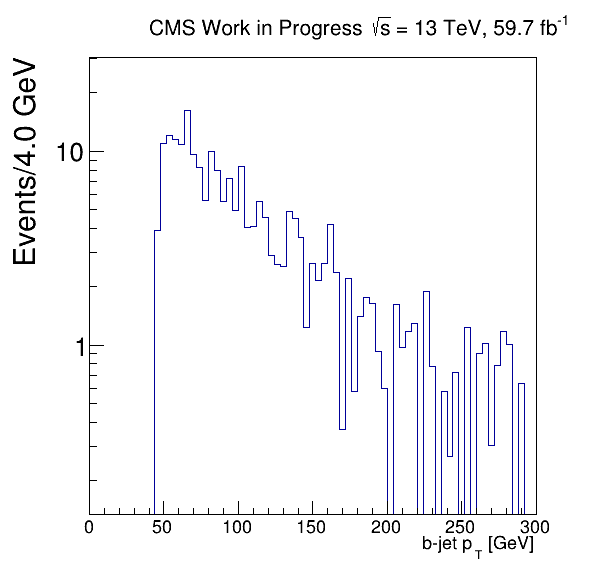 CMS Work in Progress √s = 13 TeV, 59.7 fb⁻¹
Events/4.0 GeV
10
1
0 50 100 150 200 250 300
b-jet p_T [GeV]